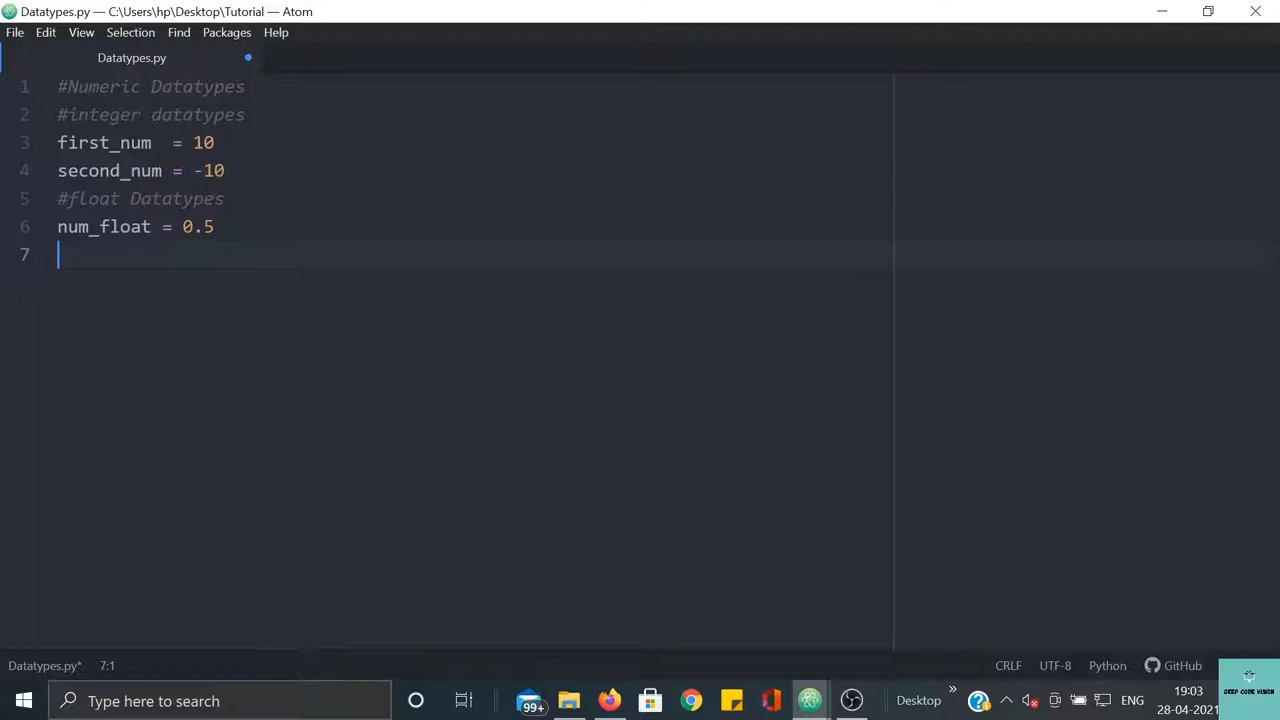 Datatypes.py — C:\Users\hp\Desktop\Tutorial — Atom
File Edit View Selection Find Packages Help
Datatypes.py
1 #Numeric Datatypes
2 #integer datatypes
3 first_num  = 10
4 second_num = -10
5 #float Datatypes
6 num_float = 0.5
7
Datatypes.py* 7:1 CRLF UTF-8 Python GitHub
Type here to search 99+ Desktop » ENG 19:03
28-04-2021
DEEP CODE VISION